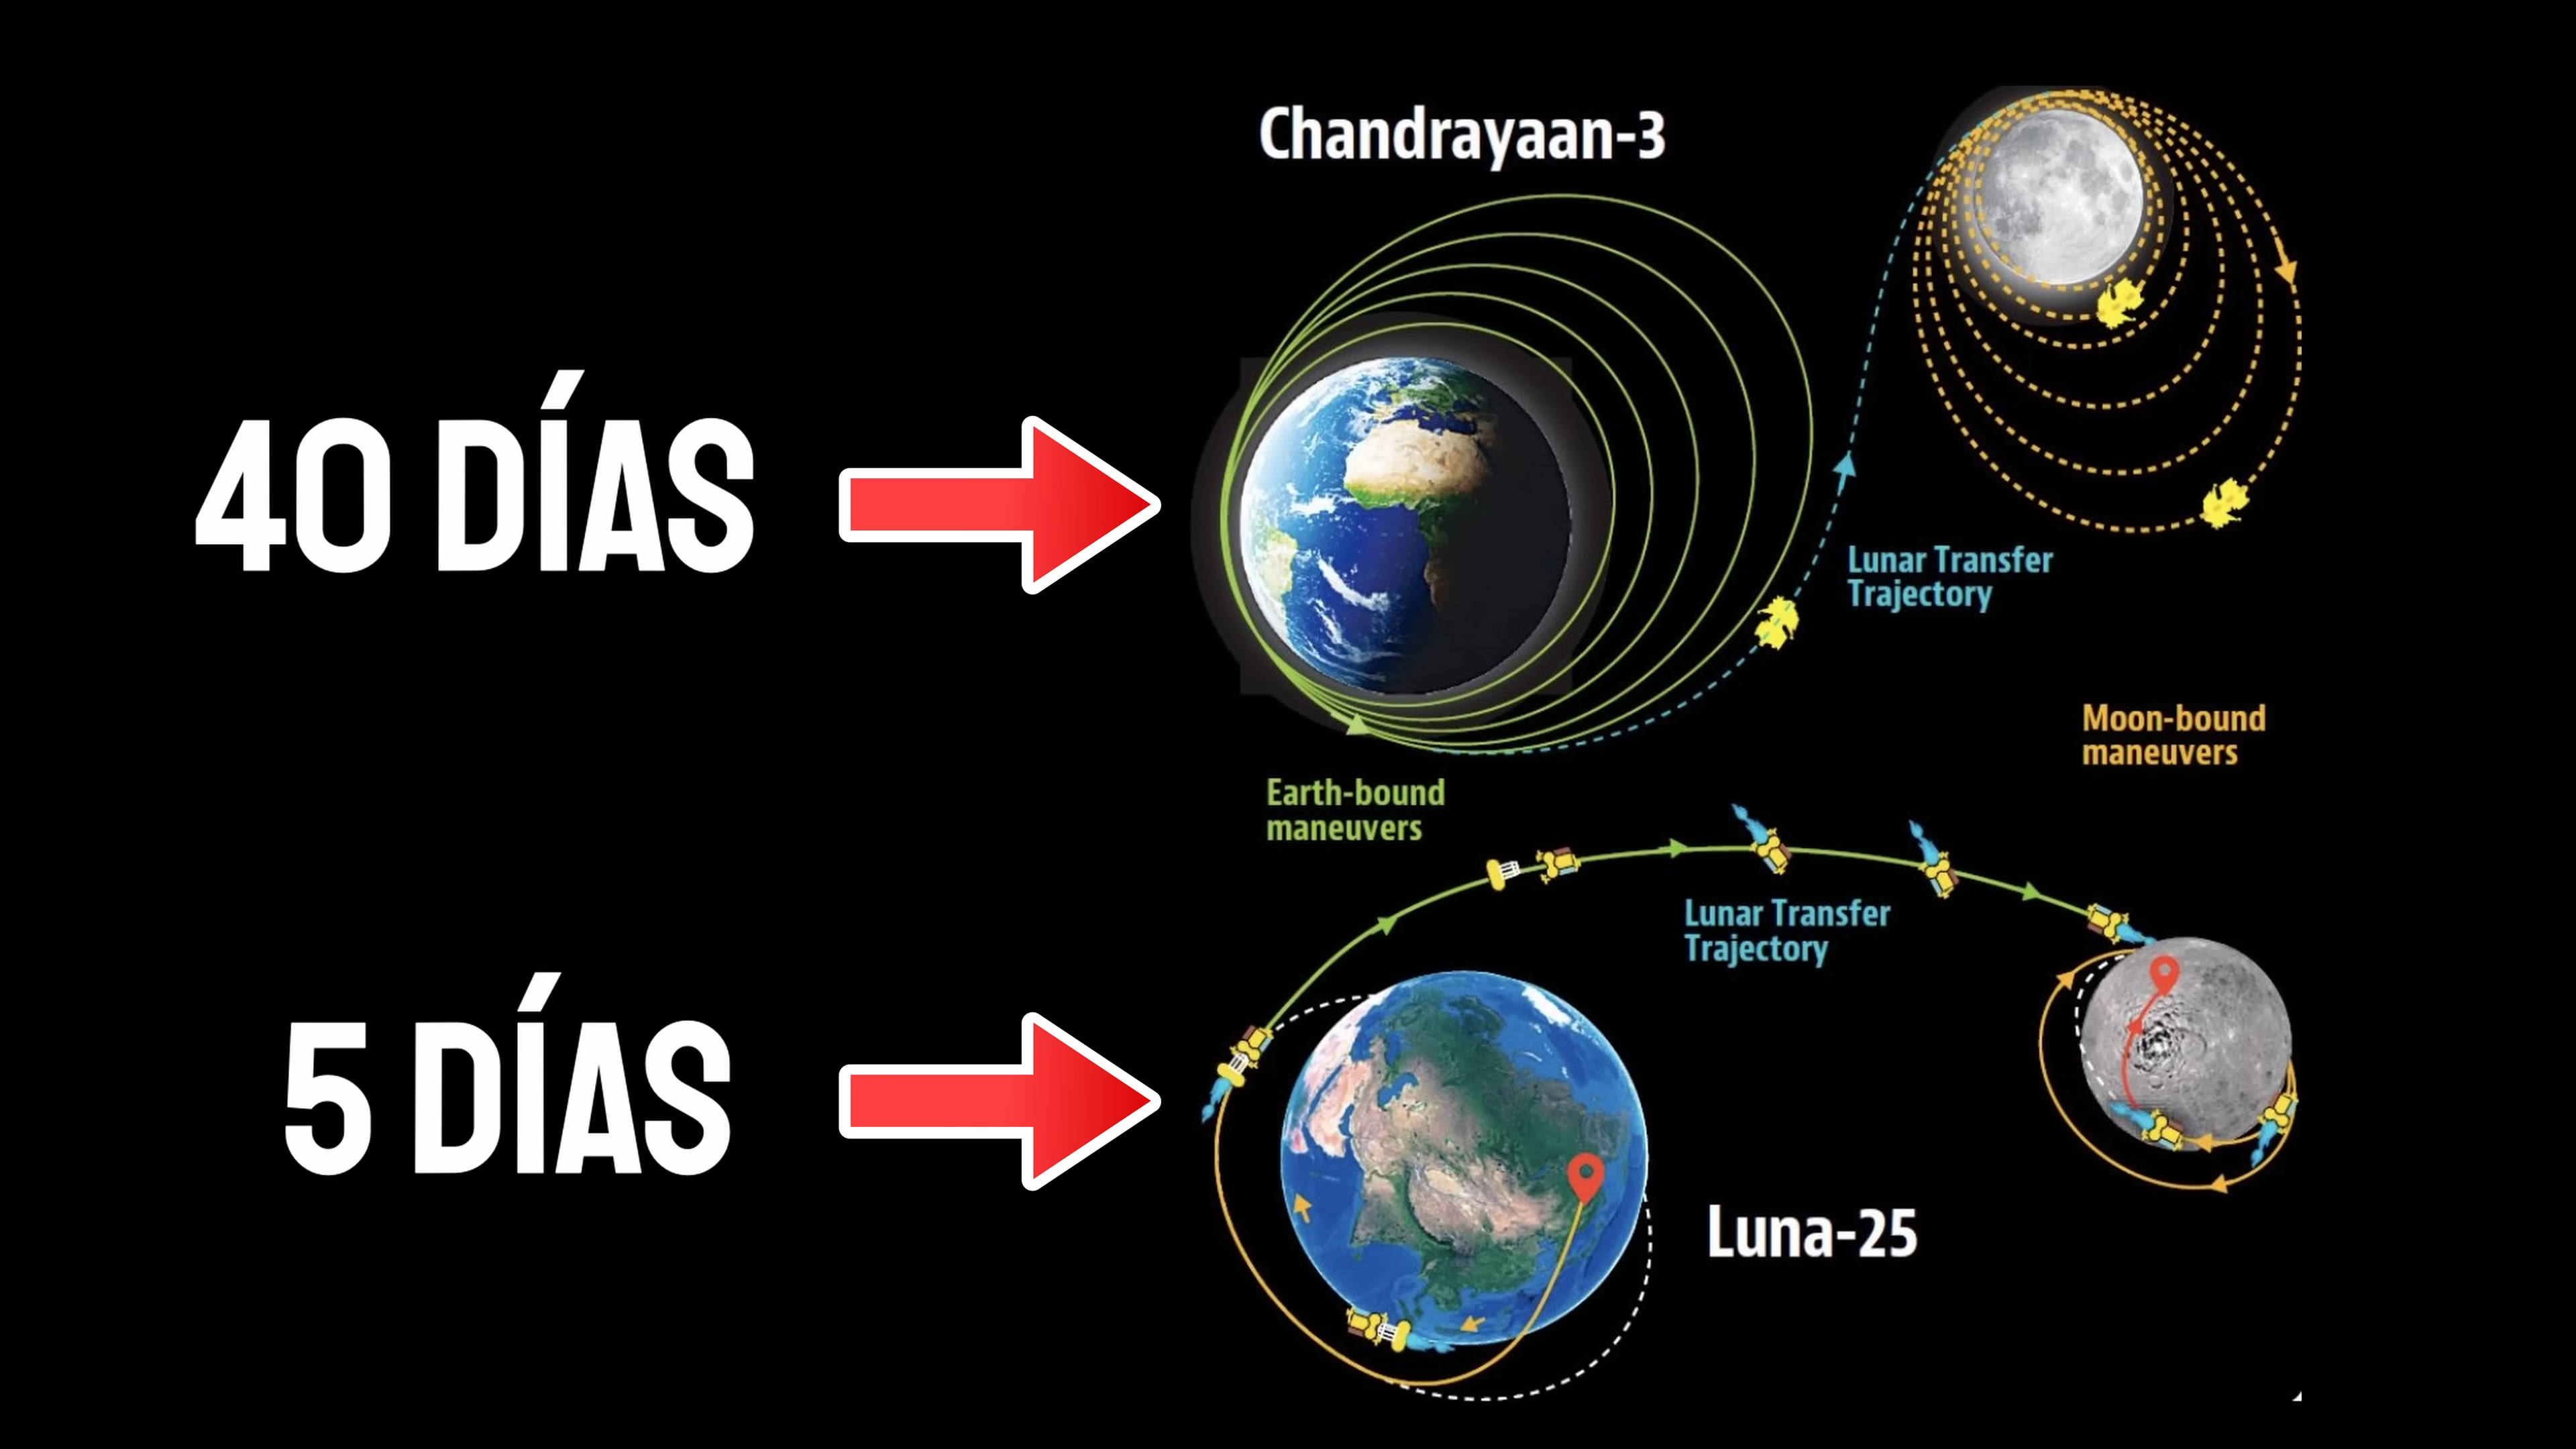 Chandrayaan-3
40 DÍAS
Lunar Transfer
Trajectory
Moon-bound
maneuvers
Earth-bound
maneuvers
Lunar Transfer
Trajectory
5 DÍAS
Luna-25